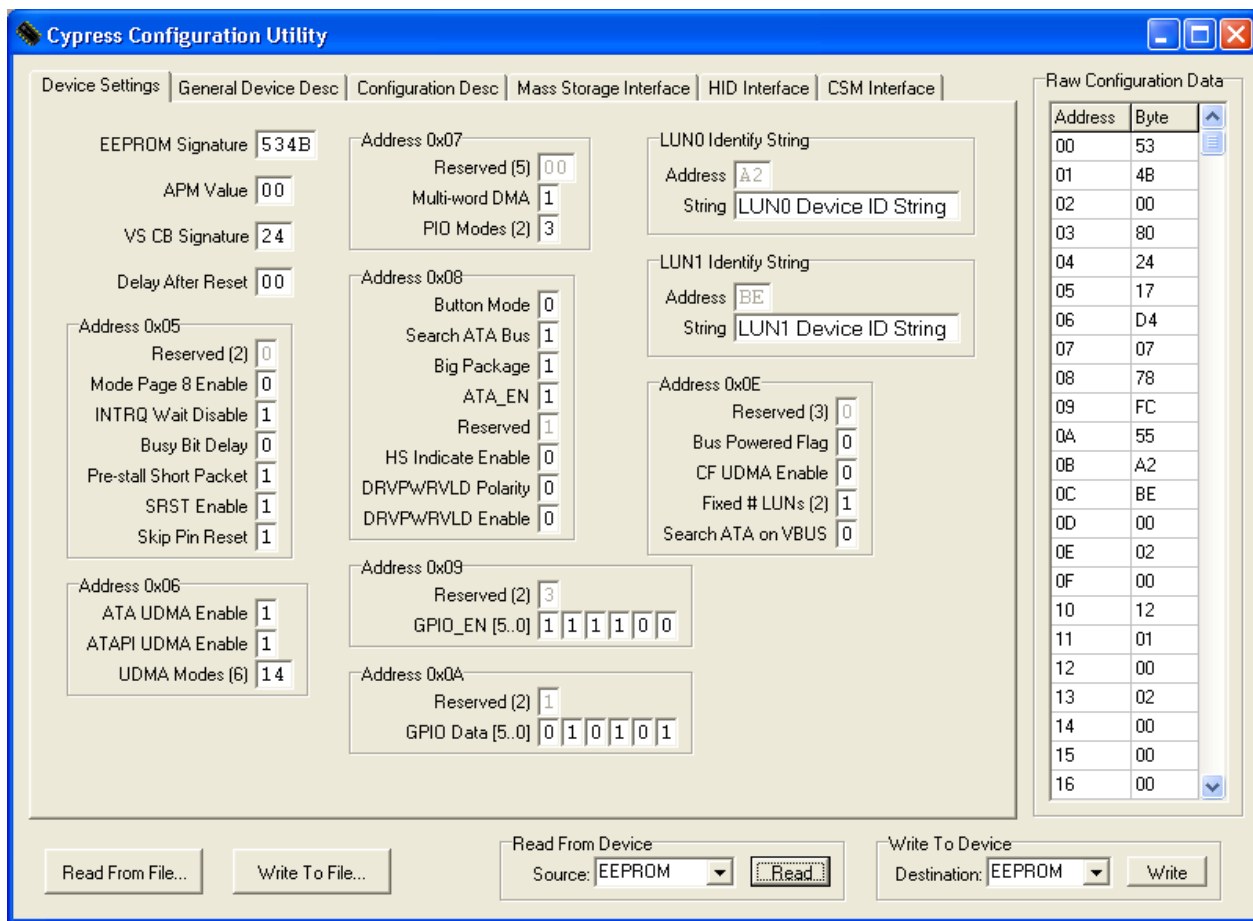 Cypress Configuration Utility
Device Settings General Device Desc Configuration Desc Mass Storage Interface HID Interface CSM Interface
EEPROM Signature 534B
APM Value 00
VS CB Signature 24
Delay After Reset 00
Address 0x05
Reserved (2) 0
Mode Page 8 Enable 0
INTRQ Wait Disable 1
Busy Bit Delay 0
Pre-stall Short Packet 1
SRST Enable 1
Skip Pin Reset 1
Address 0x06
ATA UDMA Enable 1
ATAPI UDMA Enable 1
UDMA Modes (6) 14
Address 0x07
Reserved (5) 00
Multi-word DMA 1
PIO Modes (2) 3
Address 0x08
Button Mode 0
Search ATA Bus 1
Big Package 1
ATA_EN 1
Reserved 1
HS Indicate Enable 0
DRVPWRVLD Polarity 0
DRVPWRVLD Enable 0
Address 0x09
Reserved (2) 3
GPIO_EN [5..0] 1 1 1 1 0 0
Address 0x0A
Reserved (2) 1
GPIO Data [5..0] 0 1 0 1 0 1
LUN0 Identify String
Address A2
String LUN0 Device ID String
LUN1 Identify String
Address BE
String LUN1 Device ID String
Address 0x0E
Reserved (3) 0
Bus Powered Flag 0
CF UDMA Enable 0
Fixed # LUNs (2) 1
Search ATA on VBUS 0
Raw Configuration Data
Address Byte
00 53
01 4B
02 00
03 80
04 24
05 17
06 D4
07 07
08 78
09 FC
0A 55
0B A2
0C BE
0D 00
0E 02
0F 00
10 12
11 01
12 00
13 02
14 00
15 00
16 00
Read From File... Write To File...
Read From Device
Source: EEPROM Read
Write To Device
Destination: EEPROM Write